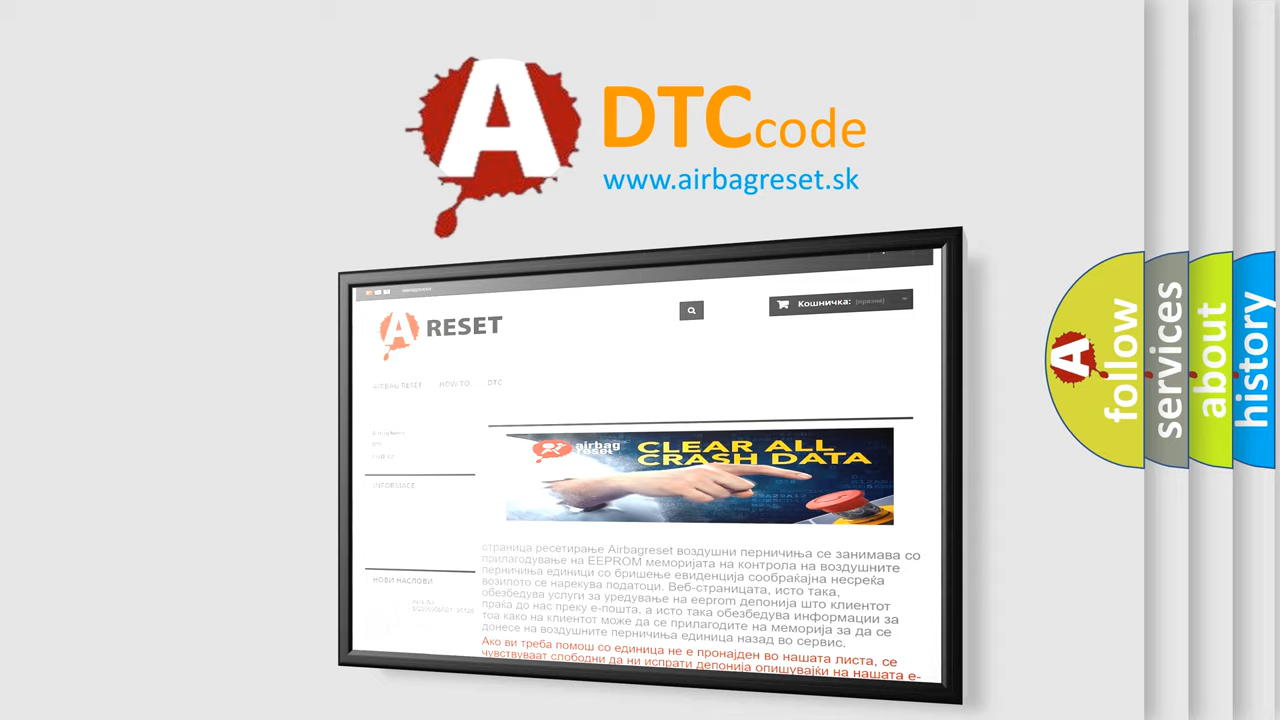 A DTCcode
www.airbagreset.sk
Кошничка: (празни)
A RESET
AIRBAG RESET HOW TO DTC
airbag reset
CLEAR ALL
CRASH DATA
INFORMACE
НОВИ НАСЛОВИ
страница ресетирање Airbagreset воздушни перничиња се занимава со
прилагодување на EEPROM меморијата на контрола на воздушните
перничиња единици со бришење евиденција сообраќајна несреќа
возилото се нарекува податоци. Веб-страницата, исто така,
обезбедува услуги за уредување на eeprom депонија што клиентот
праќа до нас преку е-пошта, а исто така обезбедува информации за
тоа како на клиентот може да се прилагодите на меморија за да се
донесе на воздушните перничиња единица назад во сервис.
Ако ви треба помош со единица не е пронајден во нашата листа, се
чувствуваат слободни да ни испрати депонија опишувајќи на нашата е-
A follow
services
about
history